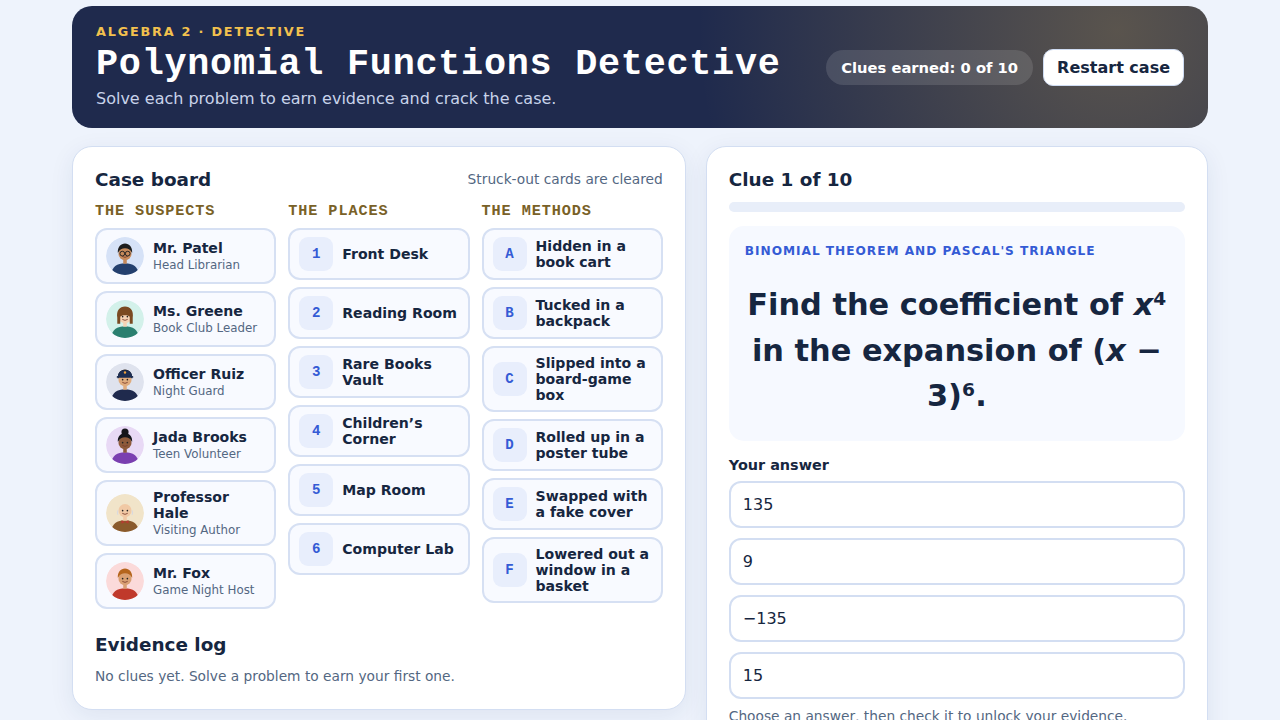 ALGEBRA 2 · DETECTIVE
Polynomial Functions Detective
Solve each problem to earn evidence and crack the case.
Clues earned: 0 of 10
Restart case
Case board
Struck-out cards are cleared
THE SUSPECTS
Mr. Patel
Head Librarian
Ms. Greene
Book Club Leader
Officer Ruiz
Night Guard
Jada Brooks
Teen Volunteer
Professor
Hale
Visiting Author
Mr. Fox
Game Night Host
THE PLACES
1
Front Desk
2
Reading Room
3
Rare Books
Vault
4
Children’s
Corner
5
Map Room
6
Computer Lab
THE METHODS
A
Hidden in a
book cart
B
Tucked in a
backpack
C
Slipped into a
board-game
box
D
Rolled up in a
poster tube
E
Swapped with
a fake cover
F
Lowered out a
window in a
basket
Evidence log
No clues yet. Solve a problem to earn your first one.
Clue 1 of 10
BINOMIAL THEOREM AND PASCAL'S TRIANGLE
Find the coefficient of x⁴
in the expansion of (x −
3)⁶.
Your answer
135
9
−135
15
Choose an answer, then check it to unlock your evidence.